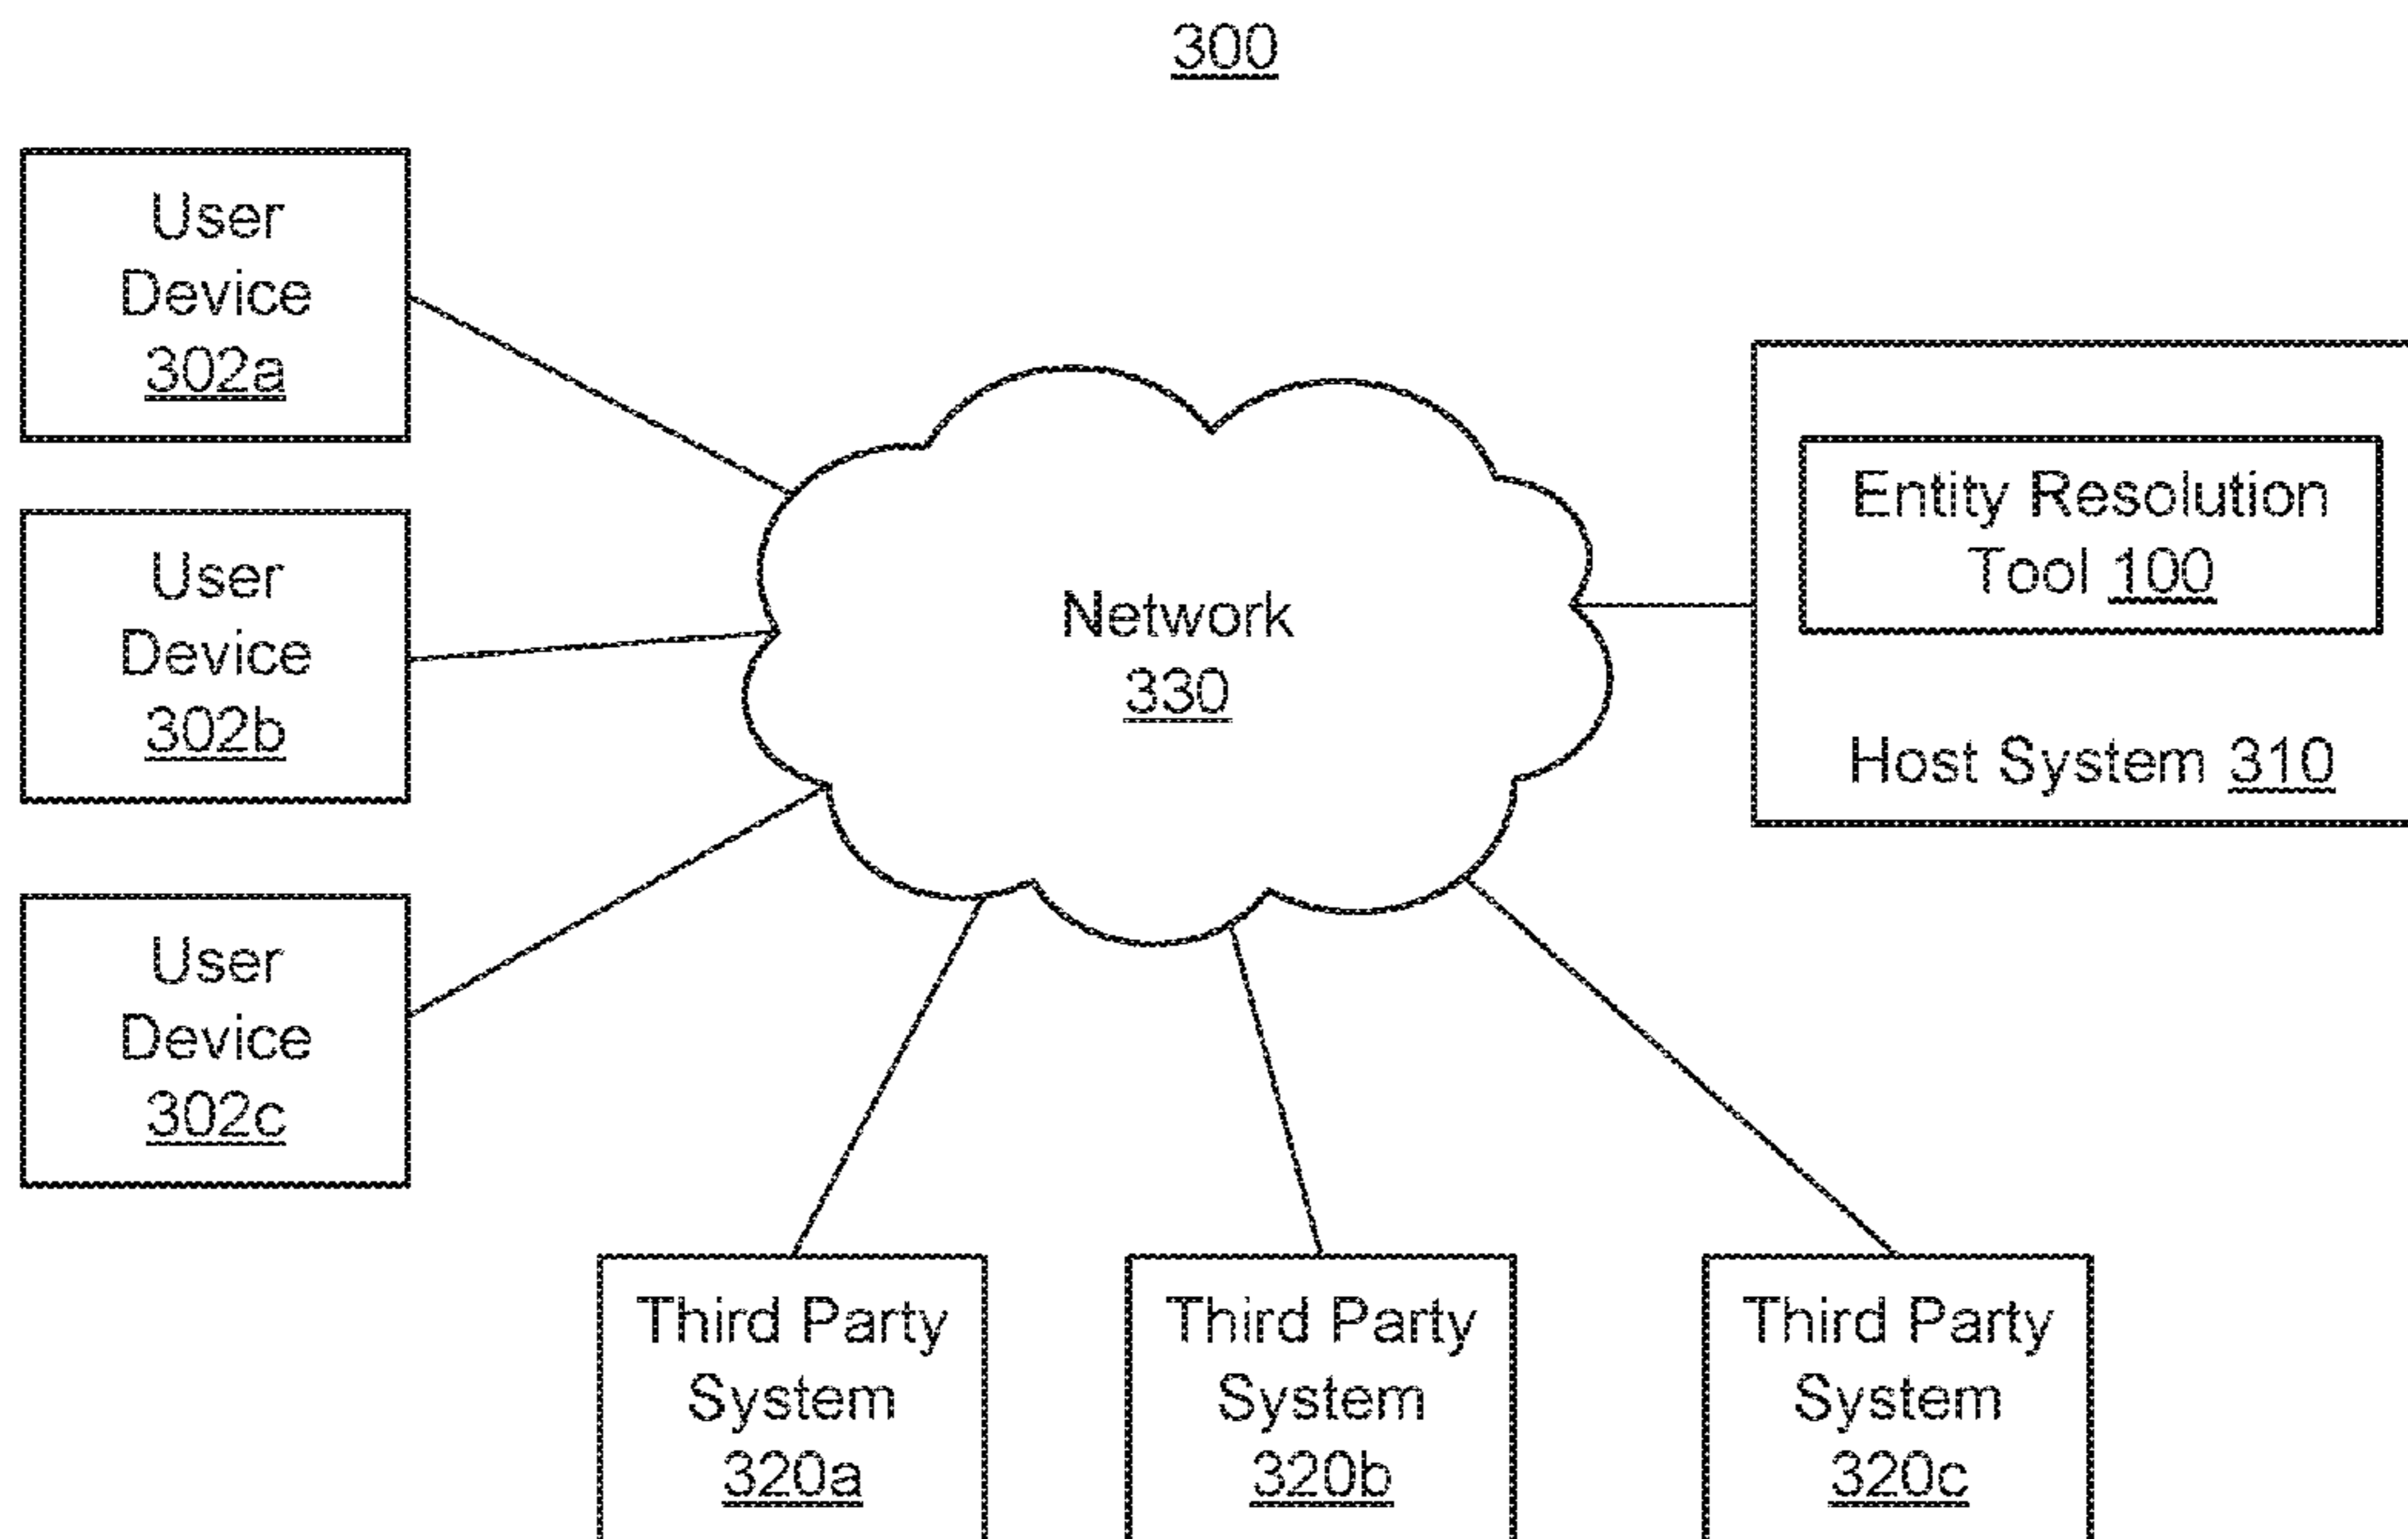 300
User
Device
302a
User
Device
302b
User
Device
302c
Network
330
Entity Resolution
Tool 100
Host System 310
Third Party
System
320a
Third Party
System
320b
Third Party
System
320c